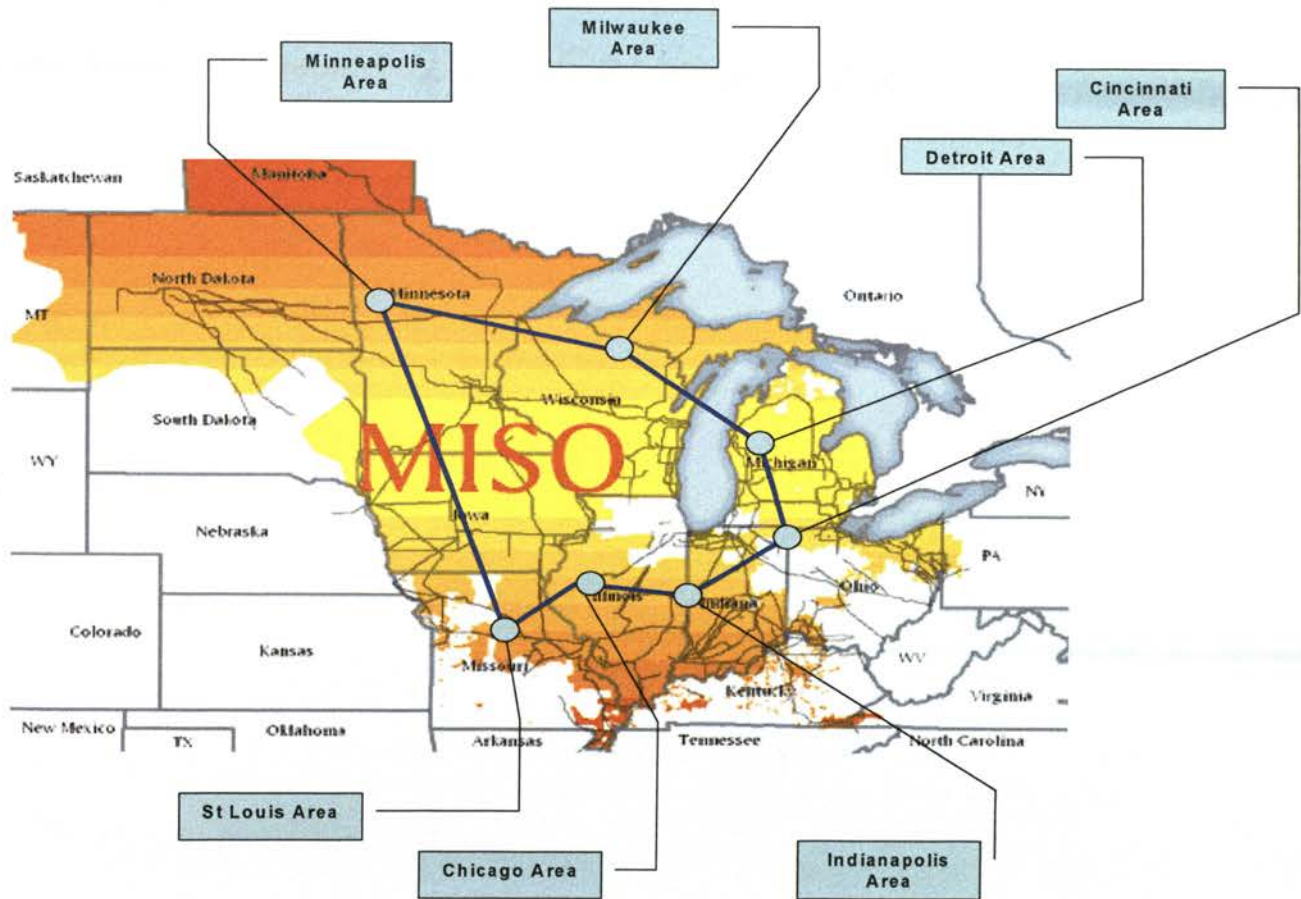 Milwaukee
Area
Minneapolis
Area
Cincinnati
Area
Detroit Area
Saskatchewan
Manitoba
North Dakota
Minnesota
Ontario
MT
Wisconsin
South Dakota
MISO
WY
Michigan
NY
Iowa
Nebraska
PA
Illinois
Indiana
Ohio
Colorado
Kansas
Missouri
WV
Kentucky
Virginia
New Mexico
TX
Oklahoma
Arkansas
Tennessee
North Carolina
St Louis Area
Chicago Area
Indianapolis
Area